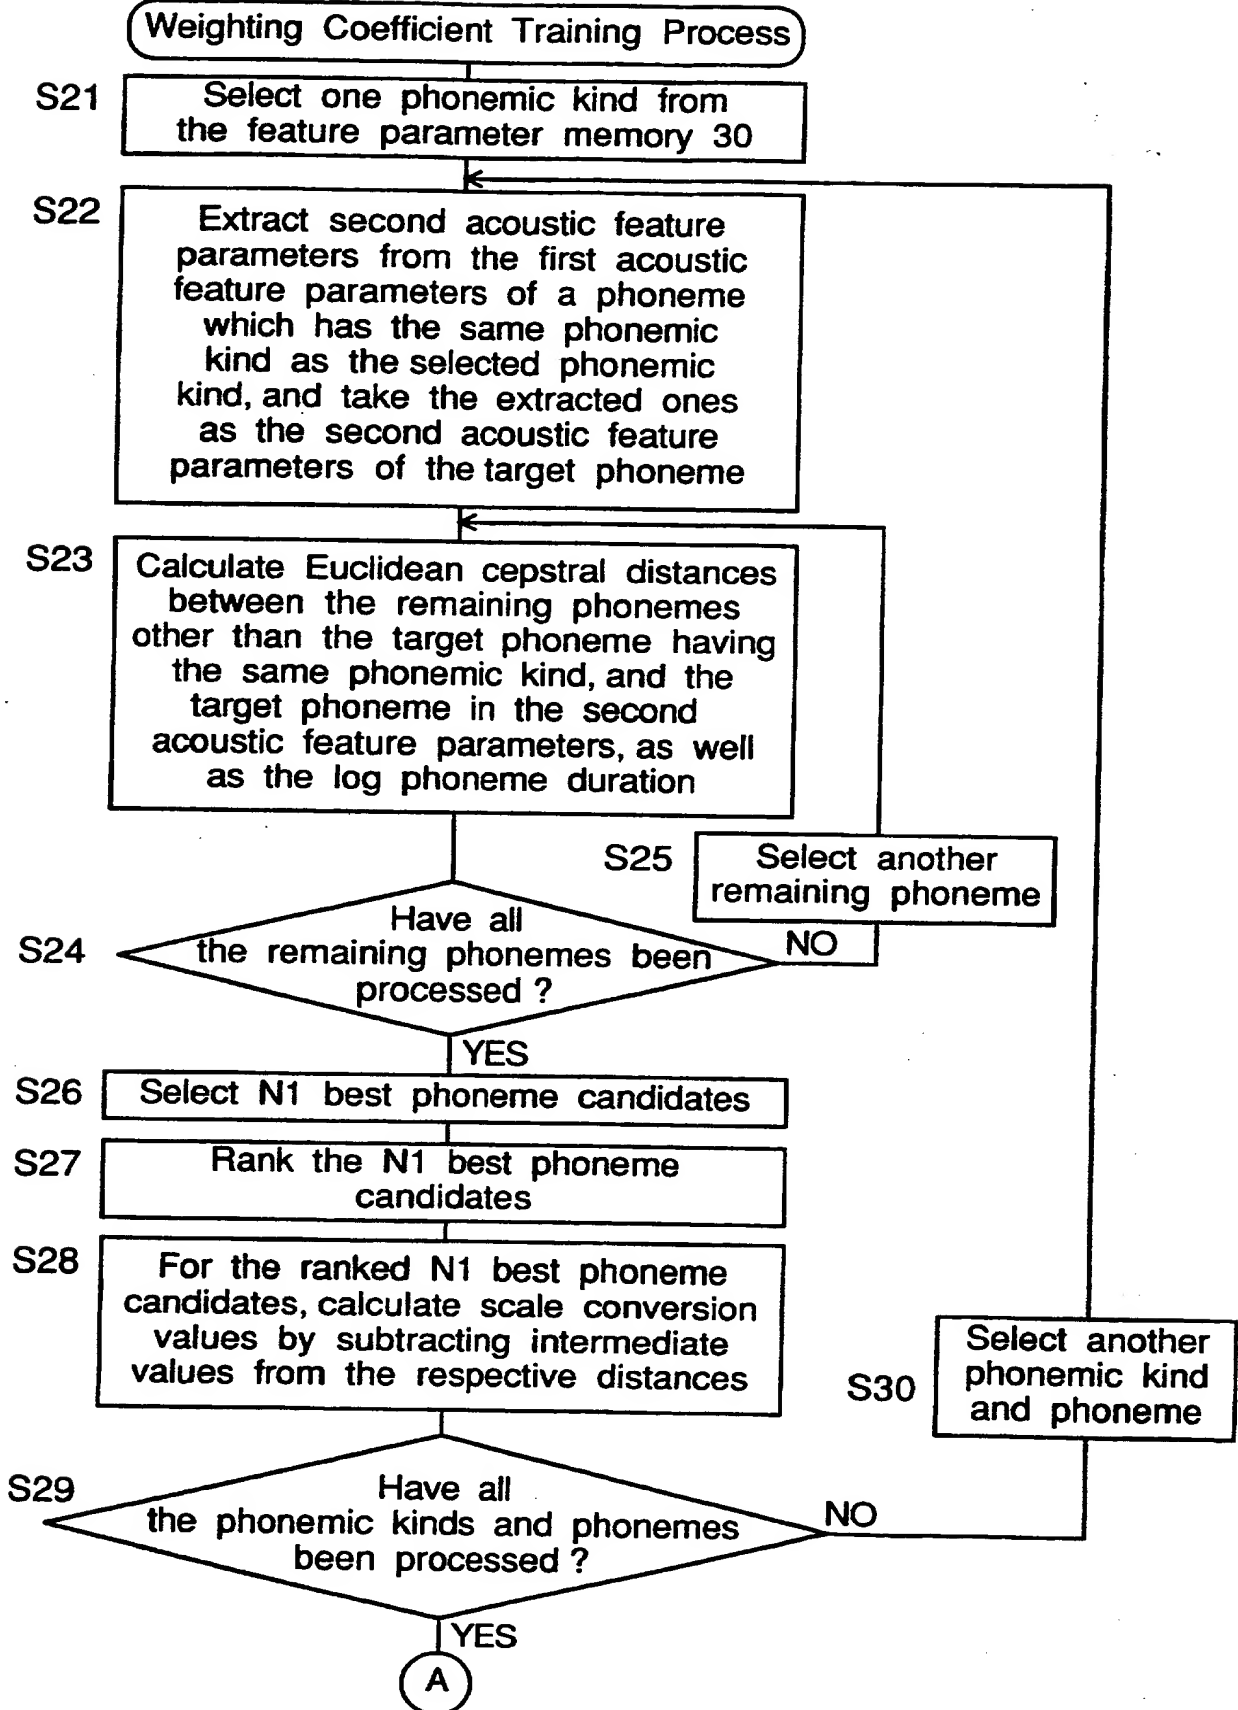 Weighting Coefficient Training Process
S21
Select one phonemic kind from
the feature parameter memory 30
S22
Extract second acoustic feature
parameters from the first acoustic
feature parameters of a phoneme
which has the same phonemic
kind as the selected phonemic
kind, and take the extracted ones
as the second acoustic feature
parameters of the target phoneme
S23
Calculate Euclidean cepstral distances
between the remaining phonemes
other than the target phoneme having
the same phonemic kind, and the
target phoneme in the second
acoustic feature parameters, as well
as the log phoneme duration
S25
Select another
remaining phoneme
S24
Have all
the remaining phonemes been
processed ?
NO
YES
S26
Select N1 best phoneme candidates
S27
Rank the N1 best phoneme
candidates
S28
For the ranked N1 best phoneme
candidates, calculate scale conversion
values by subtracting intermediate
values from the respective distances
S30
Select another
phonemic kind
and phoneme
S29
Have all
the phonemic kinds and phonemes
been processed ?
NO
YES
A